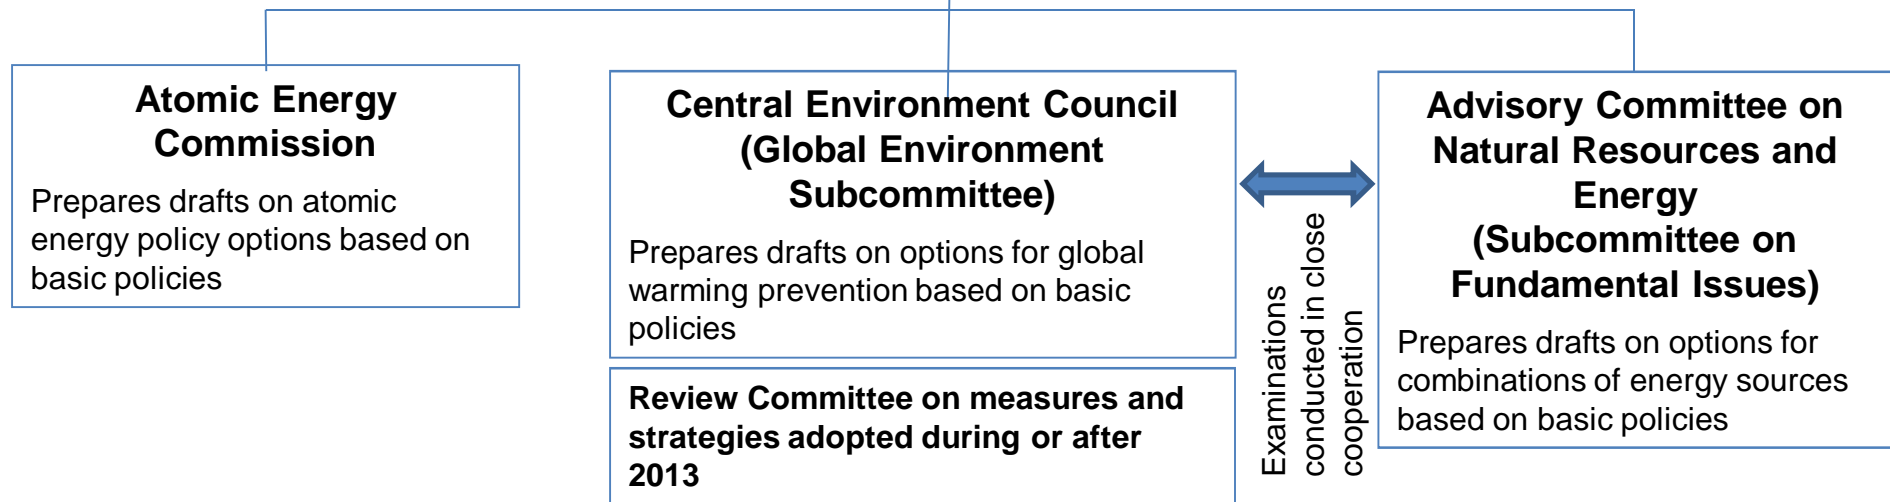 Atomic Energy
Commission
Prepares drafts on atomic
energy policy options based on
basic policies
Central Environment Council
(Global Environment
Subcommittee)
Prepares drafts on options for global
warming prevention based on basic
policies
Review Committee on measures and
strategies adopted during or after
2013
Examinations
conducted in close
cooperation
Advisory Committee on
Natural Resources and
Energy
(Subcommittee on
Fundamental Issues)
Prepares drafts on options for
combinations of energy sources
based on basic policies